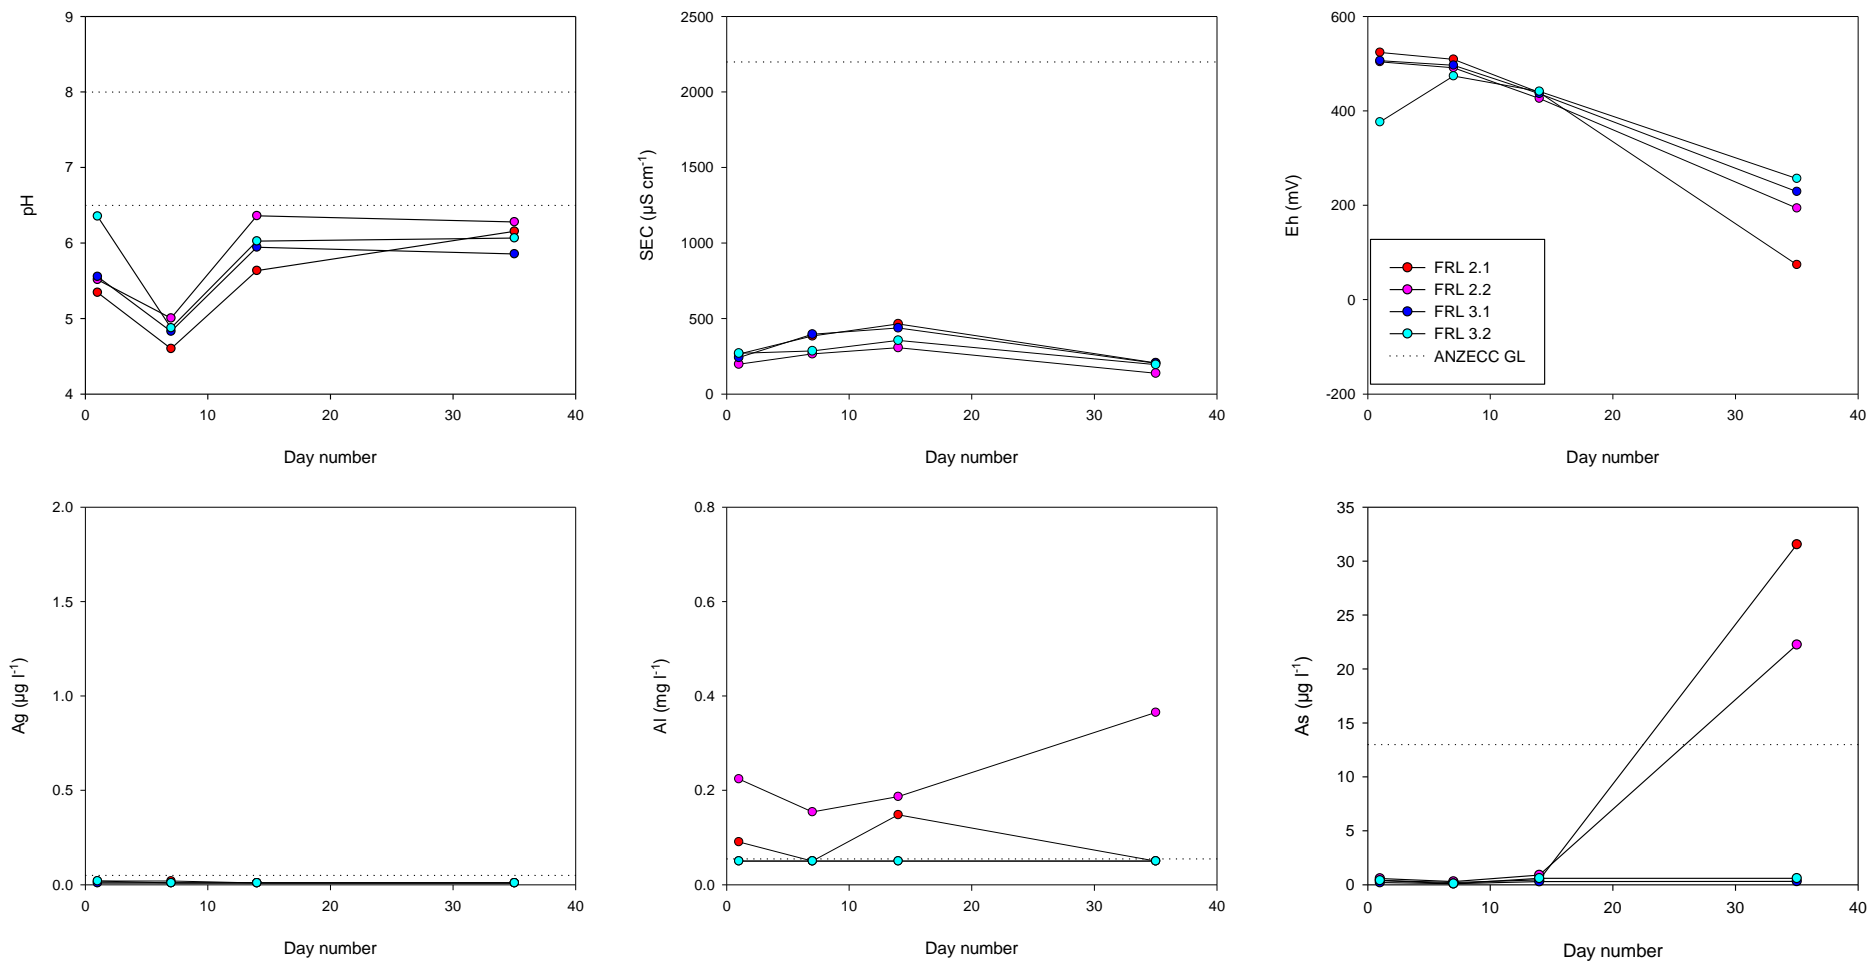 9
8
7
6
5
4
pH
0 10 20 30 40
Day number
2500
2000
1500
1000
500
0
SEC (µS cm-1)
0 10 20 30 40
Day number
600
400
200
0
-200
Eh (mV)
FRL 2.1
FRL 2.2
FRL 3.1
FRL 3.2
ANZECC GL
0 10 20 30 40
Day number
2.0
1.5
1.0
0.5
0.0
Ag (µg l-1)
0 10 20 30 40
Day number
0.8
0.6
0.4
0.2
0.0
Al (mg l-1)
0 10 20 30 40
Day number
35
30
25
20
15
10
5
0
As (µg l-1)
0 10 20 30 40
Day number